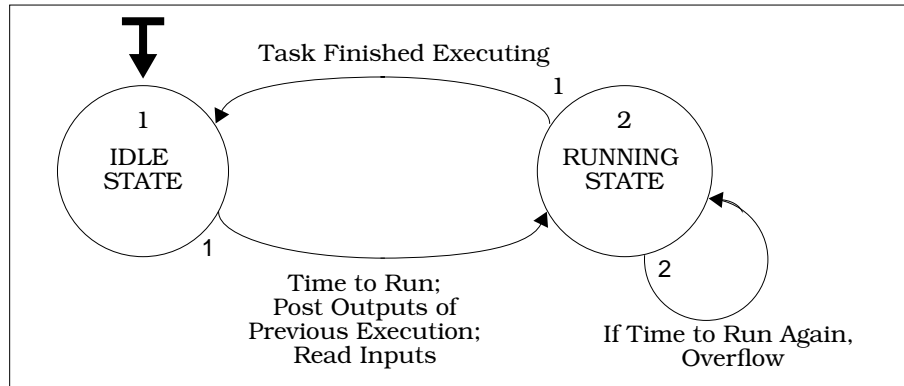 Task Finished Executing
1
1
IDLE
STATE
2
RUNNING
STATE
1
Time to Run;
Post Outputs of
Previous Execution;
Read Inputs
2
If Time to Run Again,
Overflow